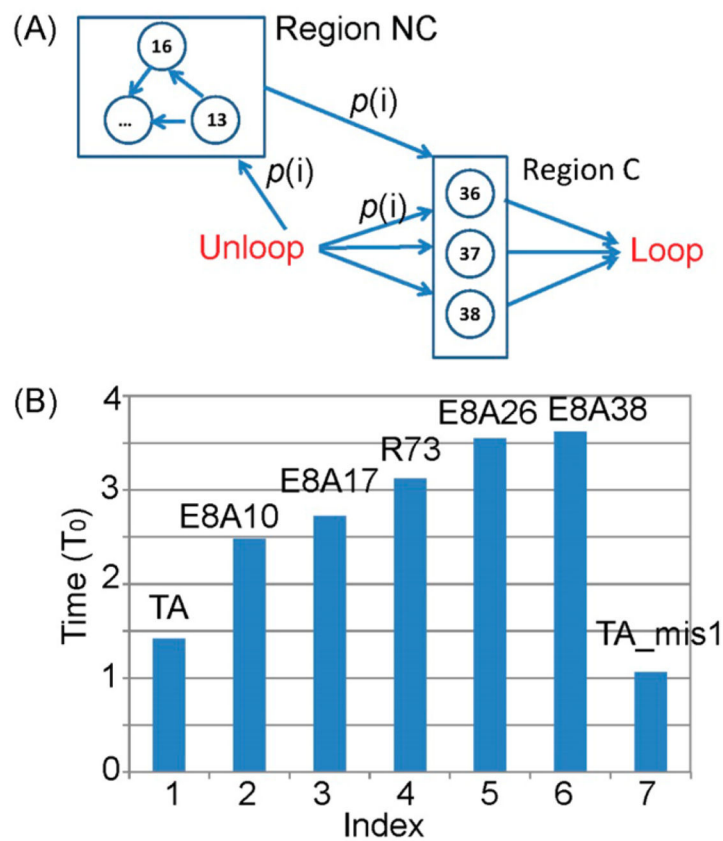 (A)
Region NC
16
...
13
p(i)
p(i)
p(i)
Region C
36
37
38
Unloop
Loop
(B)
Time (T0)
4
3
2
1
0
TA
E8A10
E8A17
R73
E8A26
E8A38
TA_mis1
1 2 3 4 5 6 7
Index